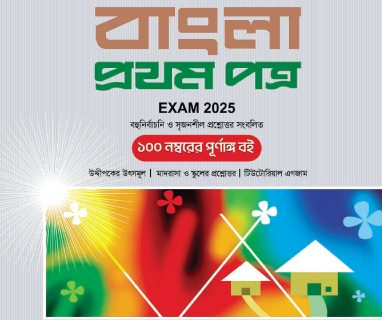 বাংলা
প্রথম পত্র
EXAM 2025
বহুনির্বাচনি ও সৃজনশীল প্রশ্নোত্তর সংবলিত
১০০ নম্বরের পূর্ণাঙ্গ বই
উদ্দীপকের উৎসমূল | মাদরাসা ও স্কুলের প্রশ্নোত্তর | টিউটোরিয়াল এগজাম